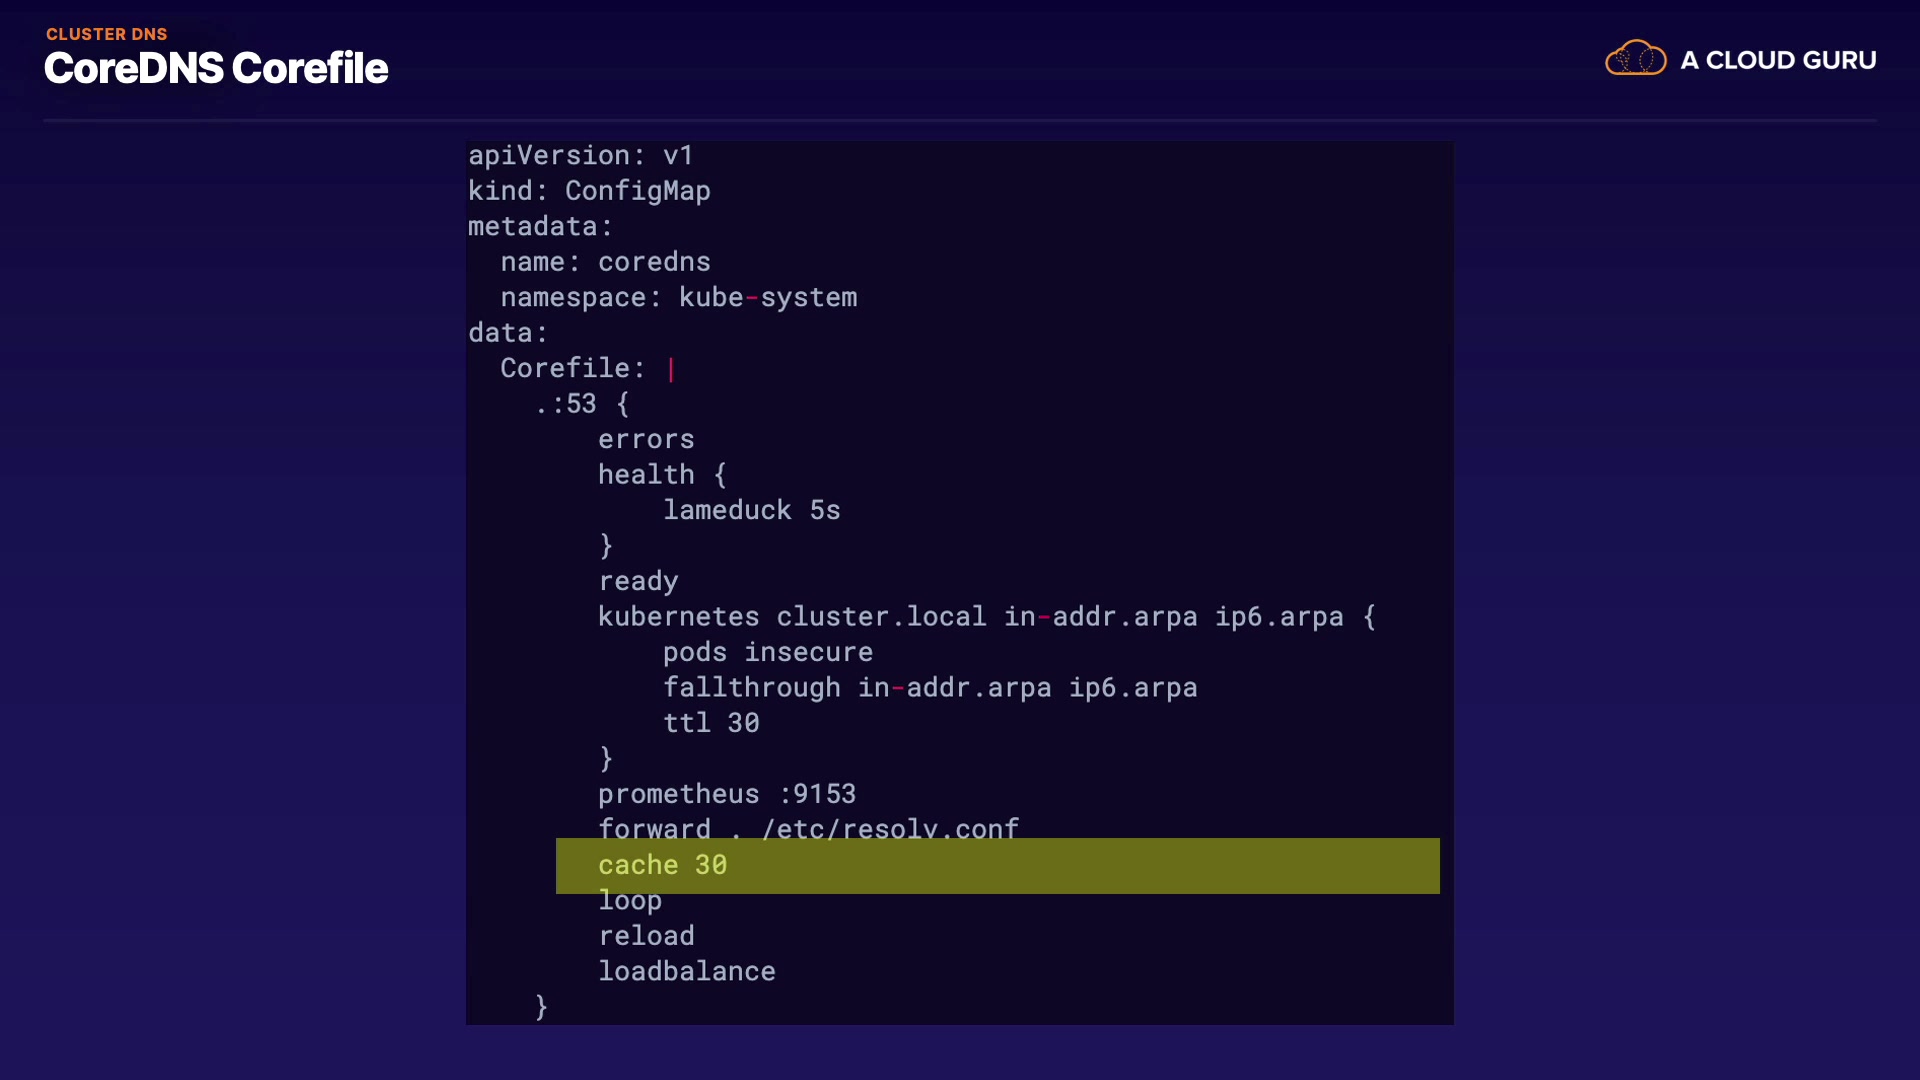 CLUSTER DNS
CoreDNS Corefile
A CLOUD GURU
apiVersion: v1
kind: ConfigMap
metadata:
  name: coredns
  namespace: kube-system
data:
  Corefile: |
    .:53 {
        errors
        health {
            lameduck 5s
        }
        ready
        kubernetes cluster.local in-addr.arpa ip6.arpa {
            pods insecure
            fallthrough in-addr.arpa ip6.arpa
            ttl 30
        }
        prometheus :9153
        forward . /etc/resolv.conf
        cache 30
        loop
        reload
        loadbalance
    }